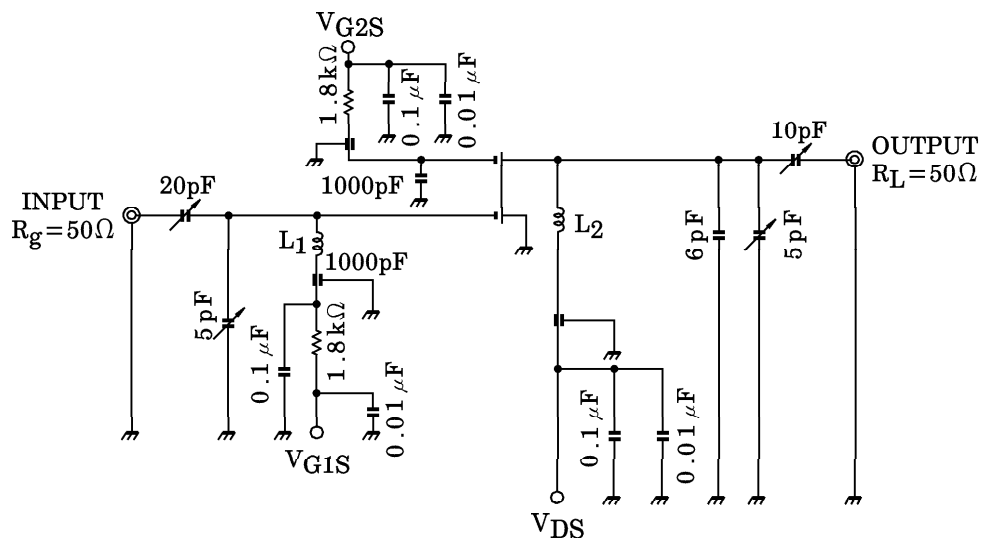 VG2S
1.8kΩ
0.1μF
0.01μF
1000pF
INPUT
Rg=50Ω
20pF
5pF
L1
1000pF
0.1μF
1.8kΩ
0.01μF
VG1S
L2
0.1μF
0.01μF
VDS
6pF
5pF
10pF
OUTPUT
RL=50Ω